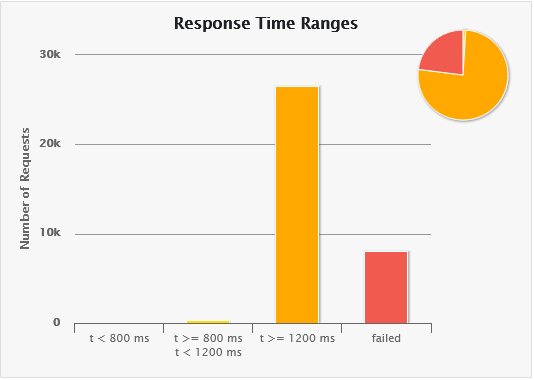 Response Time Ranges
30k
20k
10k
0
Number of Requests
t < 800 ms
t >= 800 ms
t < 1200 ms
t >= 1200 ms
failed